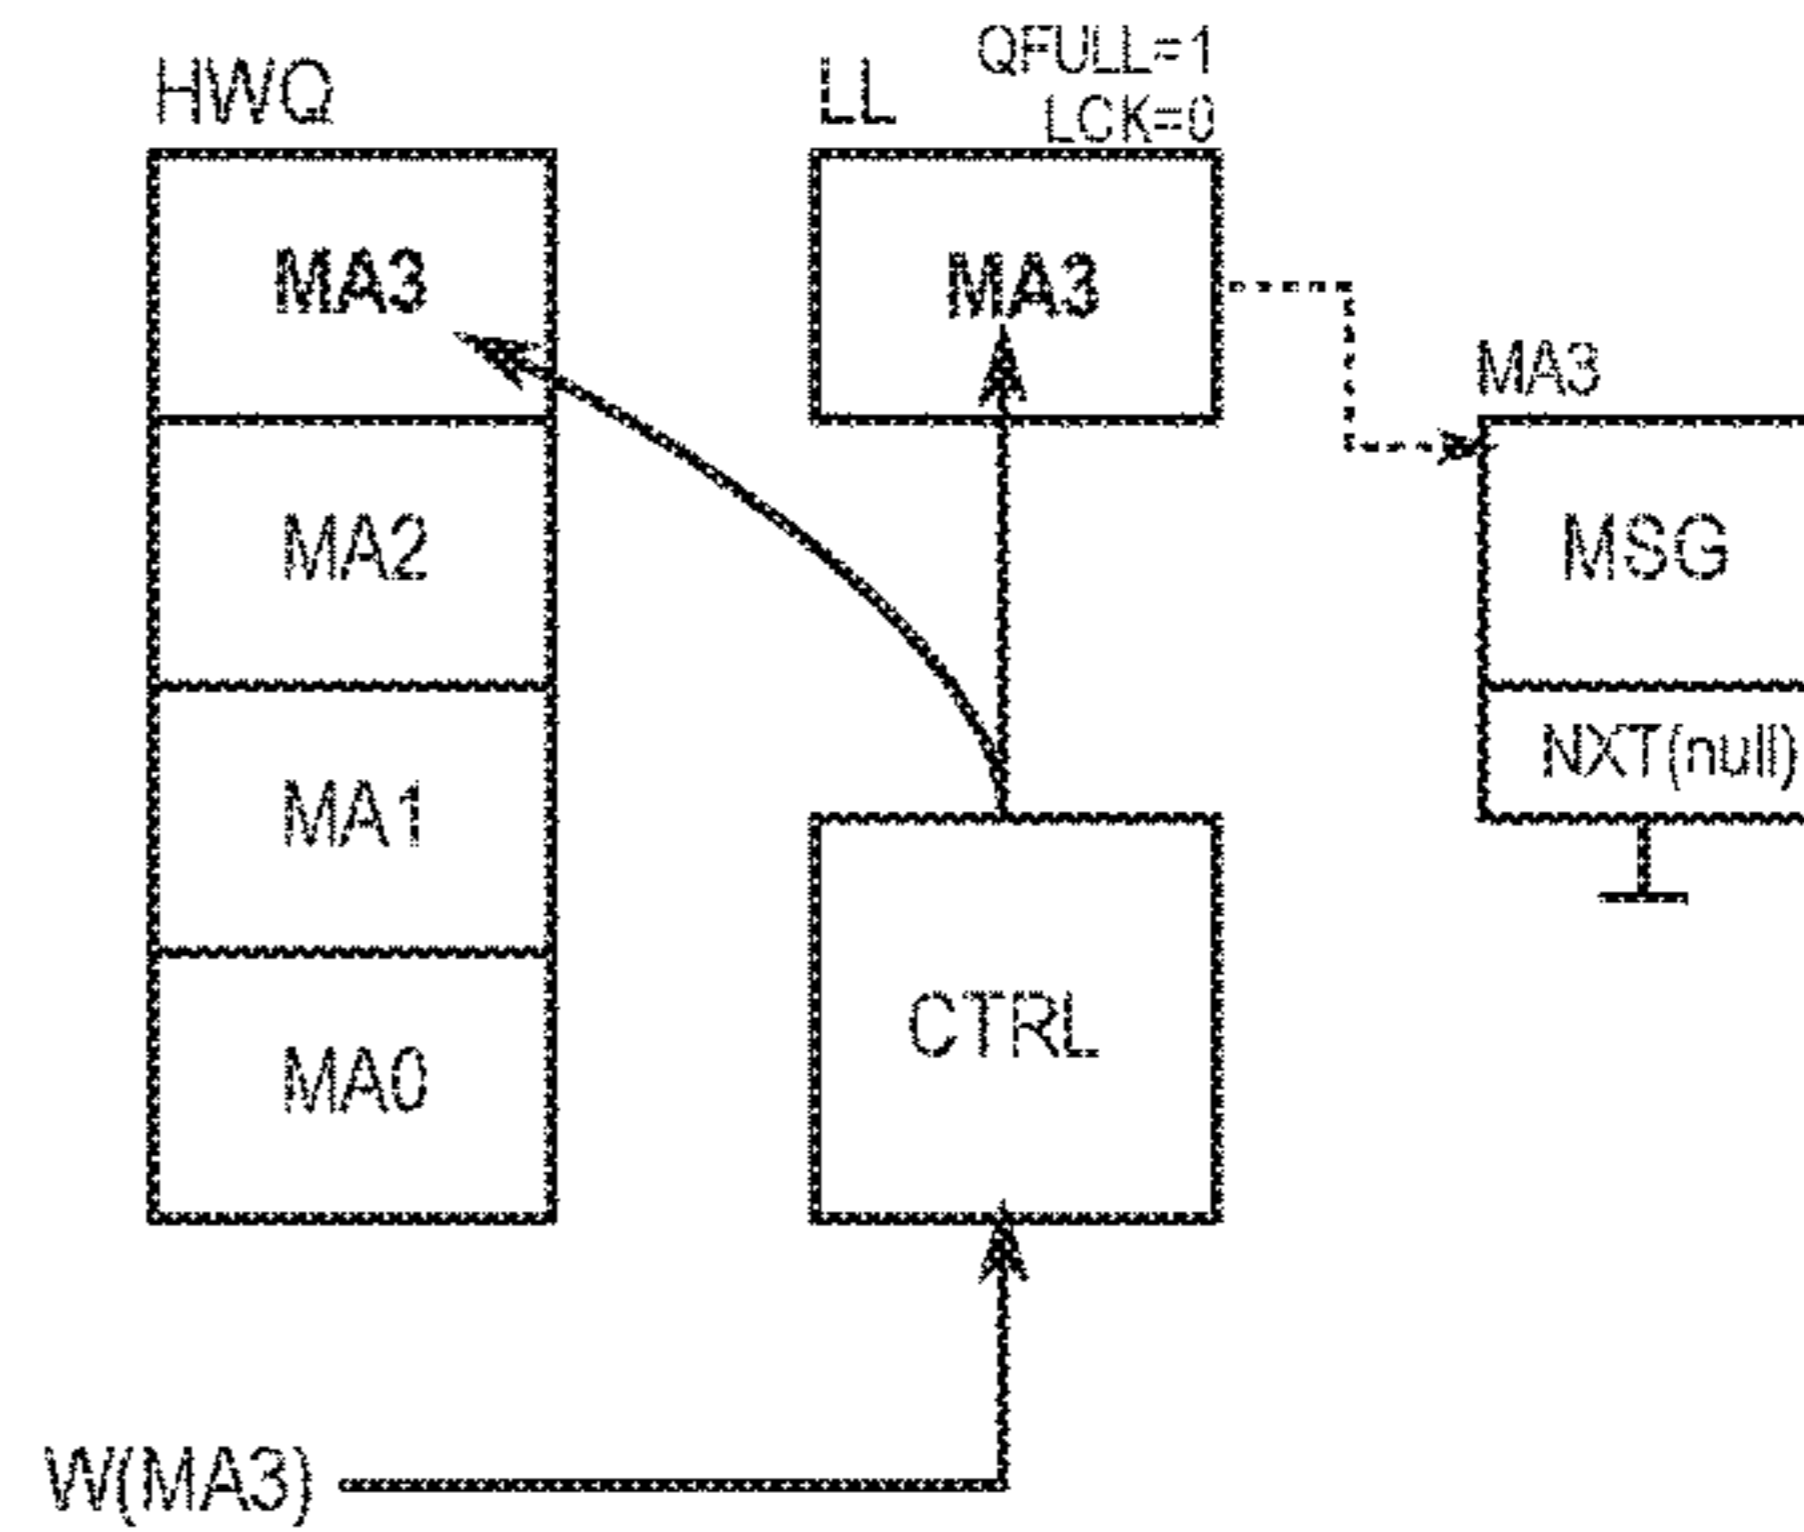 HWQ
LL
QFULL=1
LCK=0
MA3
MA3
MA3
MA2
MSG
NXT(null)
MA1
MA0
CTRL
W(MA3)